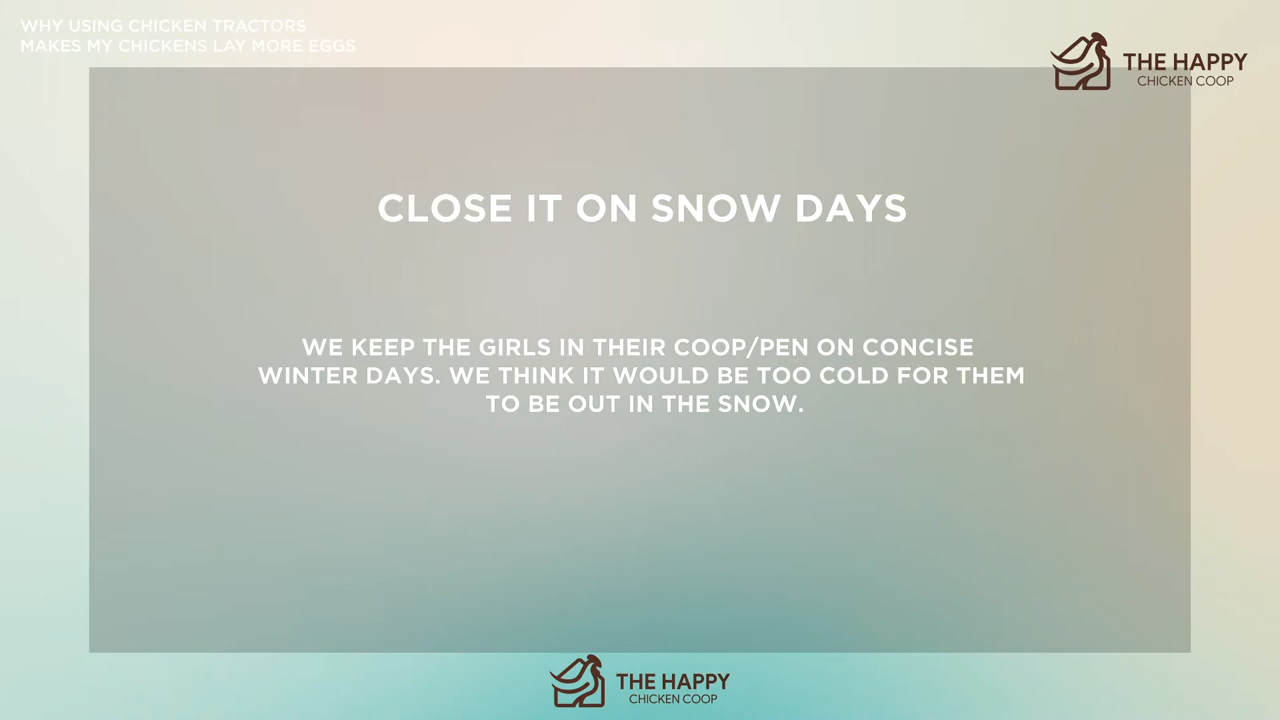 WHY USING CHICKEN TRACTORS
MAKES MY CHICKENS LAY MORE EGGS
THE HAPPY
CHICKEN COOP
CLOSE IT ON SNOW DAYS
WE KEEP THE GIRLS IN THEIR COOP/PEN ON CONCISE
WINTER DAYS. WE THINK IT WOULD BE TOO COLD FOR THEM
TO BE OUT IN THE SNOW.
THE HAPPY
CHICKEN COOP